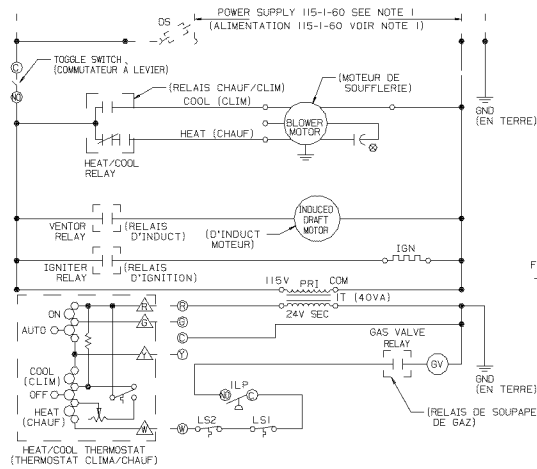 POWER SUPPLY 115-1-60 SEE NOTE 1
(ALIMENTATION 115-1-60 VOIR NOTE 1)
DS
C
TOGGLE SWITCH
(COMMUTATEUR À LEVIER)
NO
(RELAIS CHAUF/CLIM)
COOL (CLIM)
(MOTEUR DE
SOUFFLERIE)
GND
(EN TERRE)
BLOWER
MOTOR
HEAT (CHAUF)
HEAT/COOL
RELAY
VENTOR
RELAY
(RELAIS
D'INDUCT)
INDUCED
DRAFT
MOTOR
(D'INDUCT
MOTEUR)
IGN
IGNITER
RELAY
(RELAIS
D'IGNITION)
F
115V PRI COM
T (40VA)
24V SEC
ON
AUTO
R R
G G
C
Y Y
GAS VALVE
RELAY
GV
GND
(EN TERRE)
COOL
(CLIM)
OFF
HEAT
(CHAUF)
NO ILP C
W W
LS2 LS1
(RELAIS DE SOUPAPE
DE GAZ)
HEAT/COOL THERMOSTAT
(THERMOSTAT CLIMA/CHAUF)